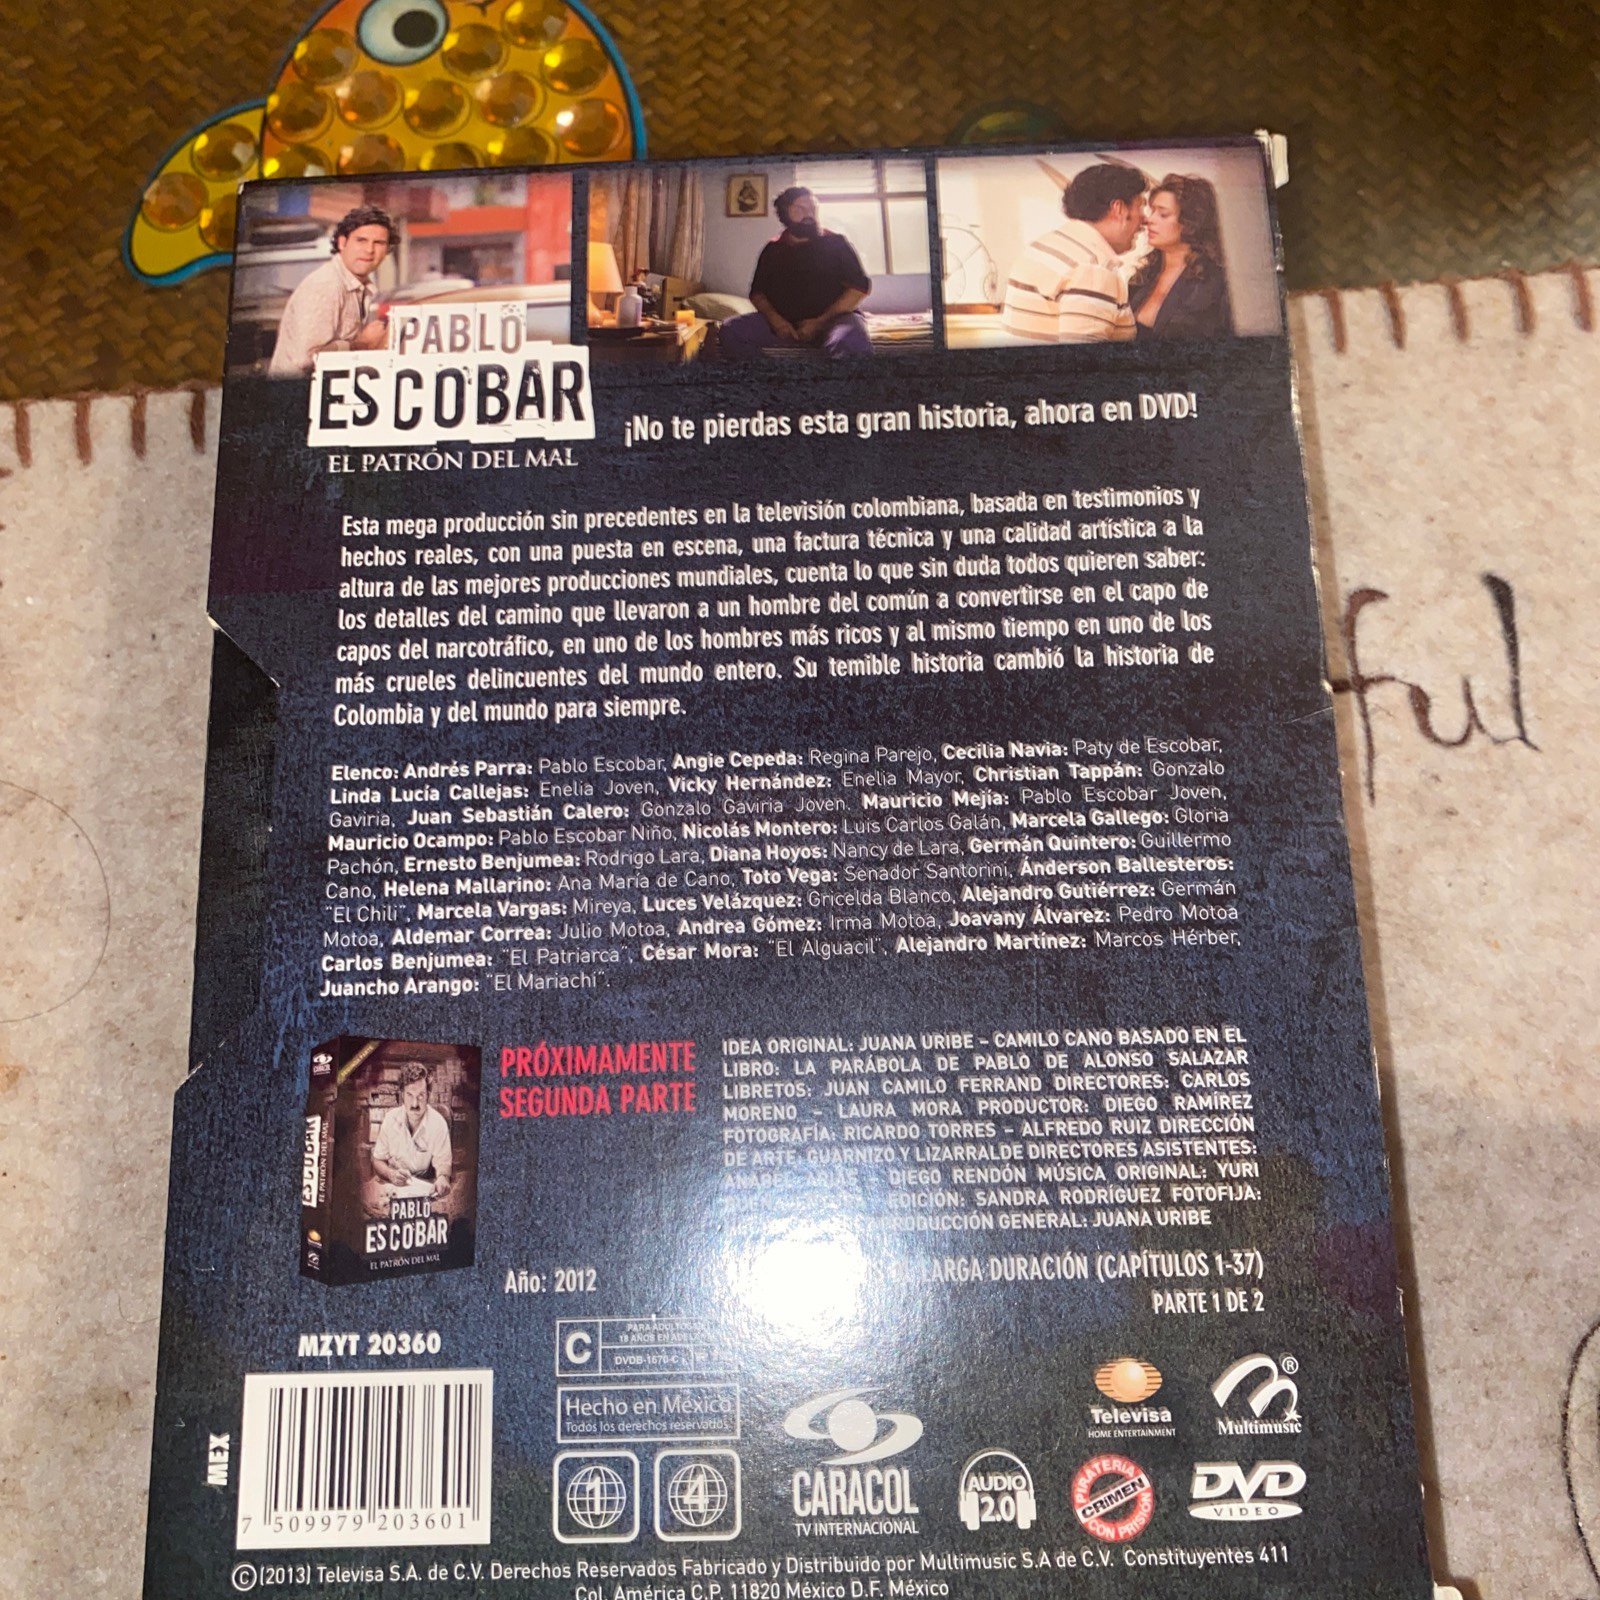 PABLO
ESCOBAR
EL PATRÓN DEL MAL
¡No te pierdas esta gran historia, ahora en DVD!
Esta mega producción sin precedentes en la televisión colombiana, basada en testimonios y
hechos reales, con una puesta en escena, una factura técnica y una calidad artística a la
altura de las mejores producciones mundiales, cuenta lo que sin duda todos quieren saber:
los detalles del camino que llevaron a un hombre del común a convertirse en el capo de
capos del narcotráfico, en uno de los hombres más ricos y al mismo tiempo en uno de los
más crueles delincuentes del mundo entero. Su temible historia cambió la historia de
Colombia y del mundo para siempre.
Elenco: Andrés Parra: Pablo Escobar, Angie Cepeda: Regina Parejo, Cecilia Navia: Paty de Escobar,
Linda Lucía Callejas: Enelia Joven, Vicky Hernández: Enelia Mayor, Christian Tappán: Gonzalo
Gaviria, Juan Sebastián Calero: Gonzalo Gaviria Joven. Mauricio Mejía: Pablo Escobar Joven,
Mauricio Ocampo: Pablo Escobar Niño, Nicolás Montero: Luis Carlos Galán, Marcela Gallego: Gloria
Pachón, Ernesto Benjumea: Rodrigo Lara, Diana Hoyos: Nancy de Lara, Germán Quintero: Guillermo
Cano, Helena Mallarino: Ana María de Cano, Toto Vega: Senador Santorini, Ánderson Ballesteros:
"El Chili", Marcela Vargas: Mireya, Luces Velázquez: Gricelda Blanco, Alejandro Gutiérrez: Germán
Motoa, Aldemar Correa: Julio Motoa, Andrea Gómez: Irma Motoa, Joavany Álvarez: Pedro Motoa
Carlos Benjumea: "El Patriarca", César Mora: "El Alguacil", Alejandro Martínez: Marcos Hérber,
Juancho Arango: "El Mariachi".
PRÓXIMAMENTE
SEGUNDA PARTE
IDEA ORIGINAL: JUANA URIBE – CAMILO CANO BASADO EN EL
LIBRO: LA PARÁBOLA DE PABLO DE ALONSO SALAZAR
LIBRETOS: JUAN CAMILO FERRAND DIRECTORES: CARLOS
MORENO – LAURA MORA PRODUCTOR: DIEGO RAMÍREZ
FOTOGRAFÍA: RICARDO TORRES – ALFREDO RUIZ DIRECCIÓN
DE ARTE, GUARNIZO Y LIZARRALDE DIRECTORES ASISTENTES:
ANABEL ARIAS – DIEGO RENDÓN MÚSICA ORIGINAL: YURI
EDICIÓN: SANDRA RODRÍGUEZ FOTOFIJA:
PRODUCCIÓN GENERAL: JUANA URIBE
CARACOL
ESCOBAR
EL PATRÓN DEL MAL
PABLO
ESCOBAR
EL PATRÓN DEL MAL
Año: 2012
LARGA DURACIÓN (CAPÍTULOS 1-37)
PARTE 1 DE 2
MZYT 20360
C
PARA ADULTOS
18 AÑOS EN ADELANTE
DVDB-1670-C
Hecho en México
Todos los derechos reservados.
1
4
MEX
7 509979 203601
CARACOL
TV INTERNACIONAL
AUDIO
2.0
Televisa
HOME ENTERTAINMENT
Multimusic
®
PIRATERÍA
CRIMEN
CON PRISIÓN
DVD
VIDEO
©(2013) Televisa S.A. de C.V. Derechos Reservados Fabricado y Distribuido por Multimusic S.A de C.V. Constituyentes 411
Col. América C.P. 11820 México D.F. México
ful